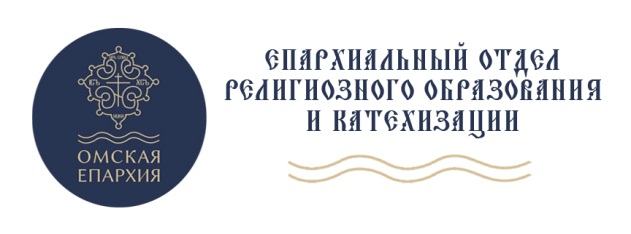 ОМСКАЯ
ЕПАРХИЯ
ЕПАРХИАЛЬНЫЙ ОТДЕЛ
РЕЛИГИОЗНОГО ОБРАЗОВАНИЯ
И КАТЕХИЗАЦИИ